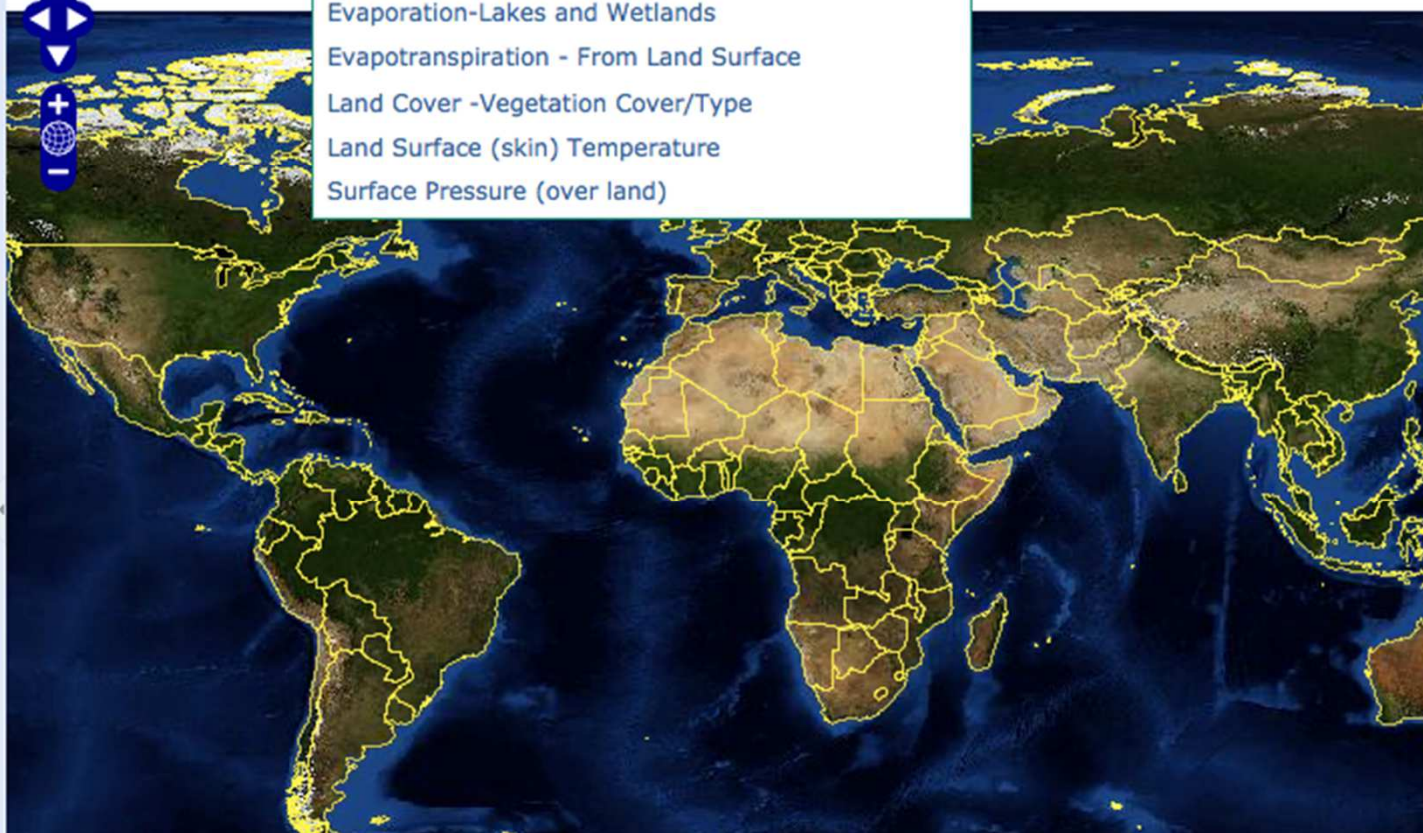 Evaporation-Lakes and Wetlands
Evapotranspiration - From Land Surface
Land Cover -Vegetation Cover/Type
Land Surface (skin) Temperature
Surface Pressure (over land)